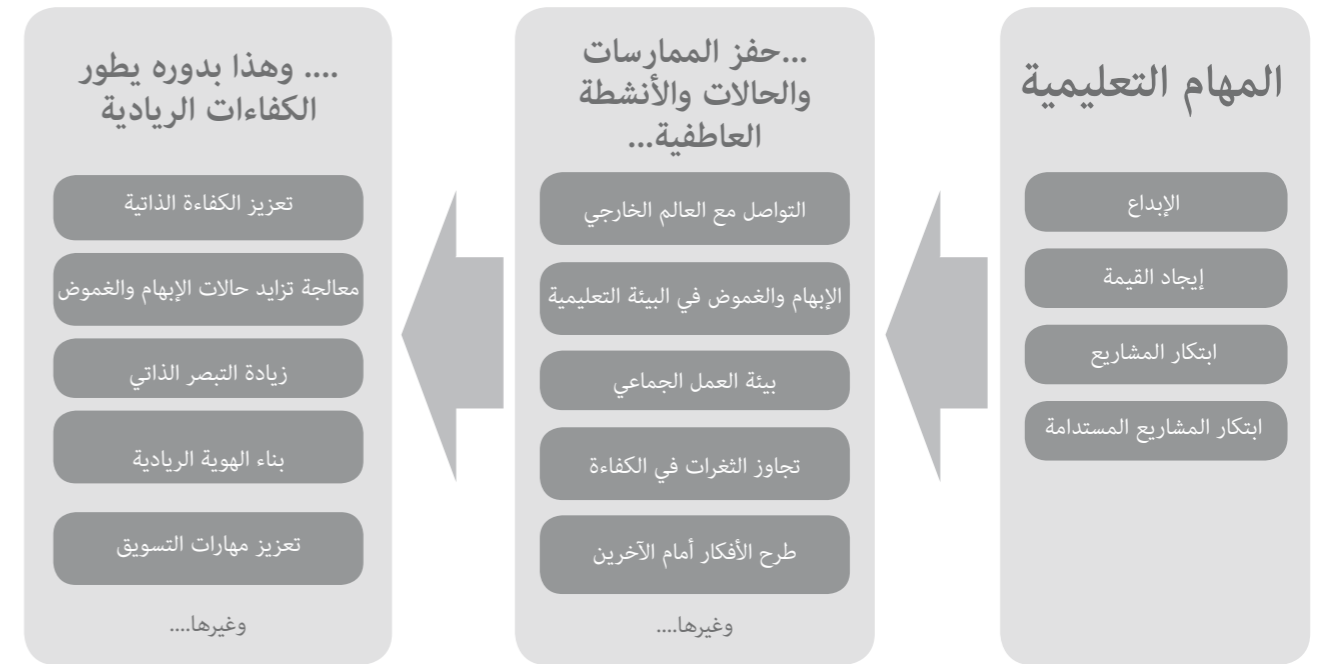 المهام التعليمية
الإبداع
إيجاد القيمة
ابتكار المشاريع
ابتكار المشاريع المستدامة
...حفز الممارسات
والحالات والأنشطة
العاطفية...
التواصل مع العالم الخارجي
الإبهام والغموض في البيئة التعليمية
بيئة العمل الجماعي
تجاوز الثغرات في الكفاءة
طرح الأفكار أمام الآخرين
وغيرها....
.... وهذا بدوره يطور
الكفاءات الريادية
تعزيز الكفاءة الذاتية
معالجة تزايد حالات الإبهام والغموض
زيادة التبصر الذاتي
بناء الهوية الريادية
تعزيز مهارات التسويق
وغيرها....